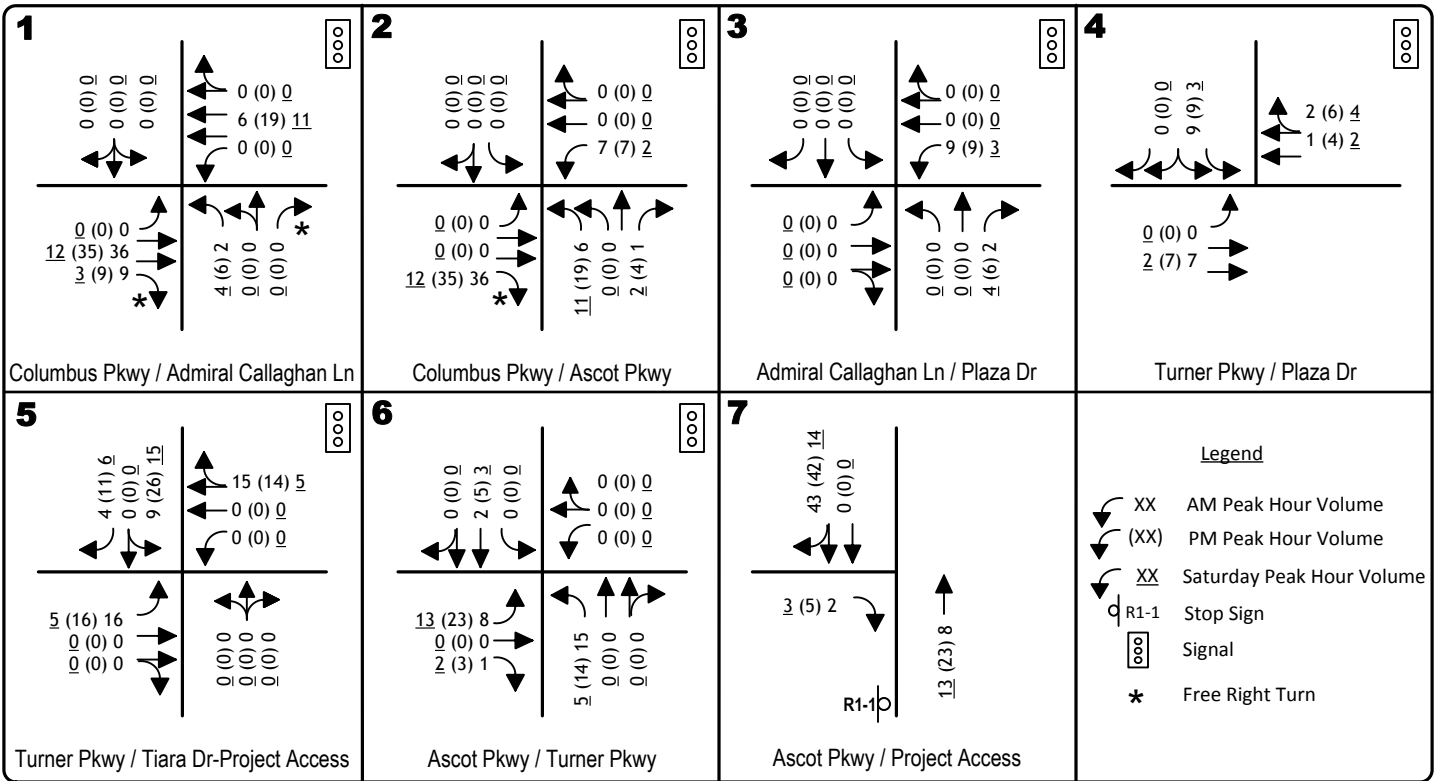 1
0 (0) 0
0 (0) 0
0 (0) 0
0 (0) 0
6 (19) 11
0 (0) 0
0 (0) 0
12 (35) 36
3 (9) 9
*
4 (6) 2
0 (0) 0
0 (0) 0
*
Columbus Pkwy / Admiral Callaghan Ln
2
0 (0) 0
0 (0) 0
0 (0) 0
0 (0) 0
0 (0) 0
7 (7) 2
0 (0) 0
0 (0) 0
12 (35) 36
*
11 (19) 6
0 (0) 0
2 (4) 1
Columbus Pkwy / Ascot Pkwy
3
0 (0) 0
0 (0) 0
0 (0) 0
0 (0) 0
0 (0) 0
9 (9) 3
0 (0) 0
0 (0) 0
0 (0) 0
0 (0) 0
0 (0) 0
4 (6) 2
Admiral Callaghan Ln / Plaza Dr
4
0 (0) 0
9 (9) 3
2 (6) 4
1 (4) 2
0 (0) 0
2 (7) 7
Turner Pkwy / Plaza Dr
5
4 (11) 6
0 (0) 0
9 (26) 15
15 (14) 5
0 (0) 0
0 (0) 0
5 (16) 16
0 (0) 0
0 (0) 0
0 (0) 0
0 (0) 0
0 (0) 0
Turner Pkwy / Tiara Dr-Project Access
6
0 (0) 0
2 (5) 3
0 (0) 0
0 (0) 0
0 (0) 0
0 (0) 0
13 (23) 8
0 (0) 0
2 (3) 1
5 (14) 15
0 (0) 0
0 (0) 0
Ascot Pkwy / Turner Pkwy
7
43 (42) 14
0 (0) 0
3 (5) 2
13 (23) 8
R1-1
Ascot Pkwy / Project Access
Legend
XX AM Peak Hour Volume
(XX) PM Peak Hour Volume
XX Saturday Peak Hour Volume
R1-1 Stop Sign
Signal
* Free Right Turn